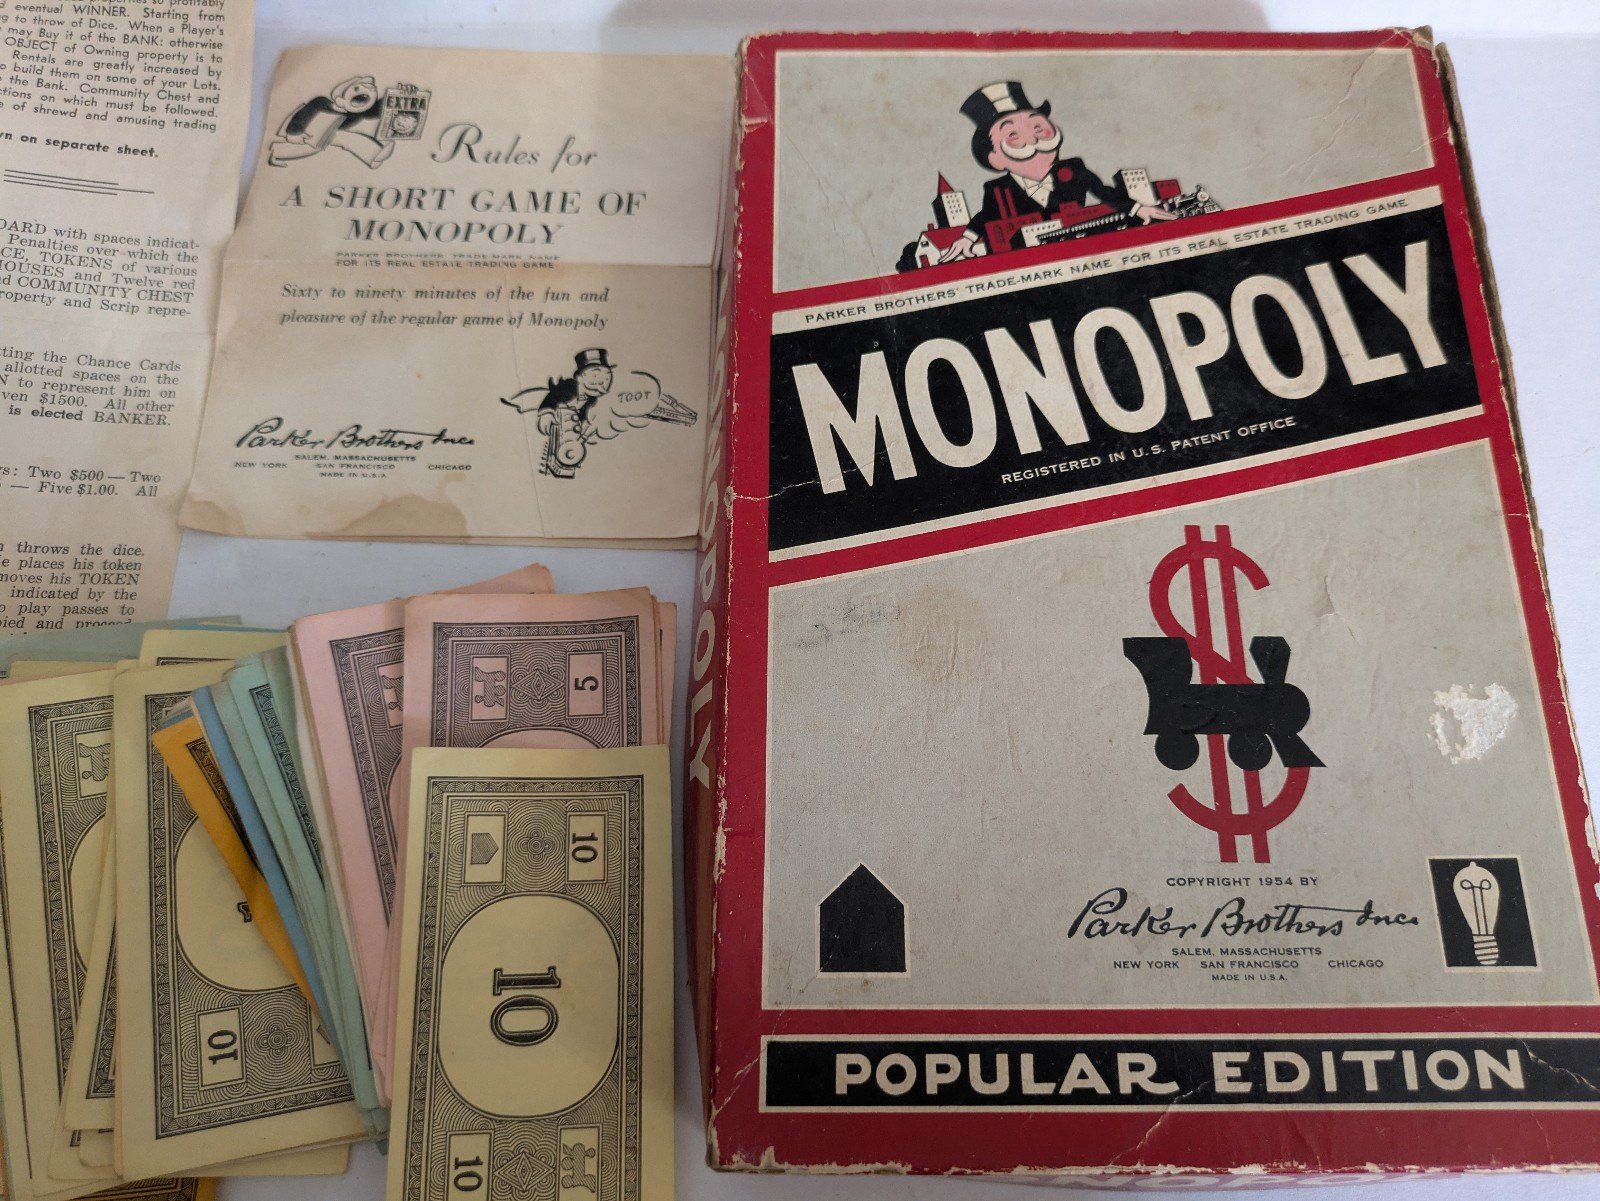 eventual WINNER. Starting from
to throw of Dice. When a Player's
may Buy it of the BANK: otherwise
OBJECT of Owning property is to
Rentals are greatly increased by
build them on some of your Lots.
the Bank. Community Chest and
on which must be followed.
of shrewd and amusing trading
on separate sheet.
with spaces indicat-
Penalties over which the
TOKENS of various
HOUSES and Twelve red
COMMUNITY CHEST
and Scrip repre-
the Chance Cards
allotted spaces on the
to represent him on
$1500. All other
is elected BANKER.
Two $500 — Two
— Five $1.00. All
throws the dice.
places his token
moves his TOKEN
indicated by the
play passes to
and
EXTRA
Rules for
A SHORT GAME OF
MONOPOLY
PARKER BROTHERS TRADE-MARK NAME
FOR ITS REAL ESTATE TRADING GAME
Sixty to ninety minutes of the fun and
pleasure of the regular game of Monopoly
TOOT
Parker Brothers Inc.
SALEM, MASSACHUSETTS
NEW YORK SAN FRANCISCO CHICAGO
MADE IN U.S.A
5
10
10
10
10
MONOPOLY
PARKER BROTHERS' TRADE-MARK NAME FOR ITS REAL ESTATE TRADING GAME
MONOPOLY
REGISTERED IN U.S. PATENT OFFICE
$
COPYRIGHT 1954 BY
Parker Brothers Inc.
SALEM, MASSACHUSETTS
NEW YORK SAN FRANCISCO CHICAGO
MADE IN U.S.A.
POPULAR EDITION